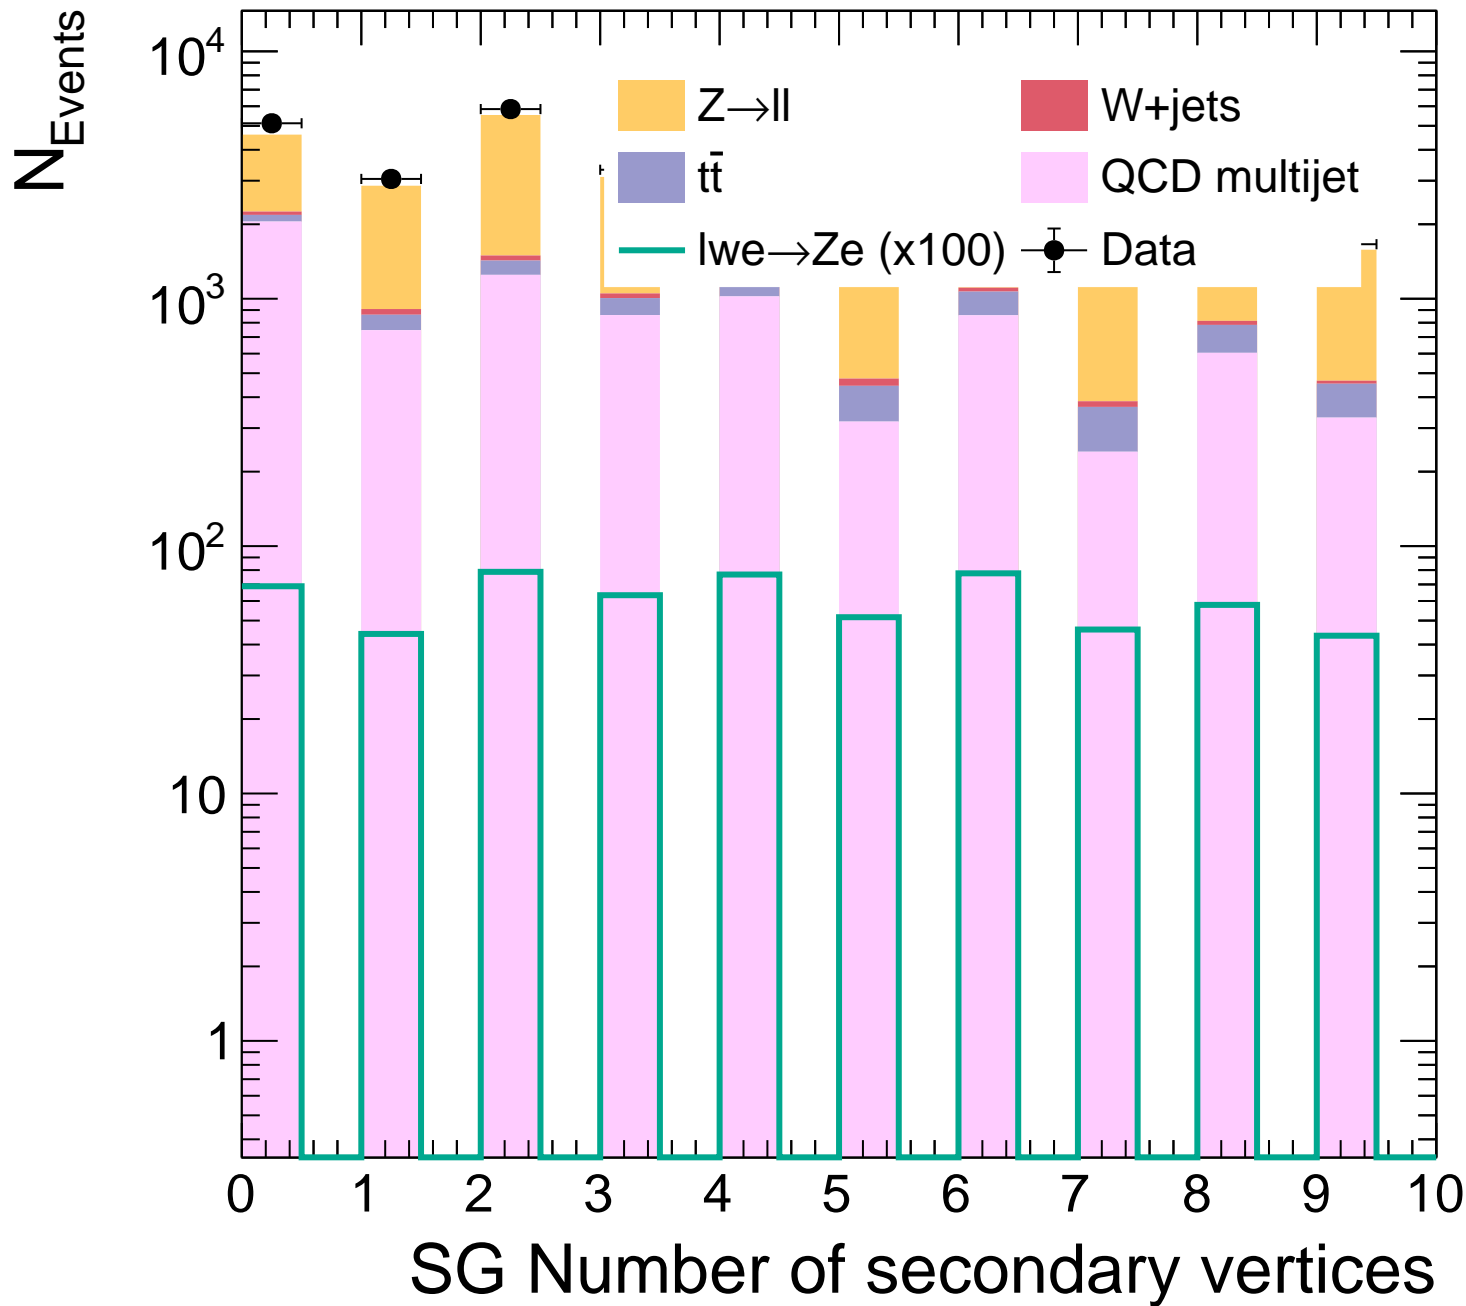 N_Events
10^4
10^3
10^2
10
1
Z→ll
W+jets
tt̄
QCD multijet
lwe→Ze (x100)
Data
0 1 2 3 4 5 6 7 8 9 10
SG Number of secondary vertices